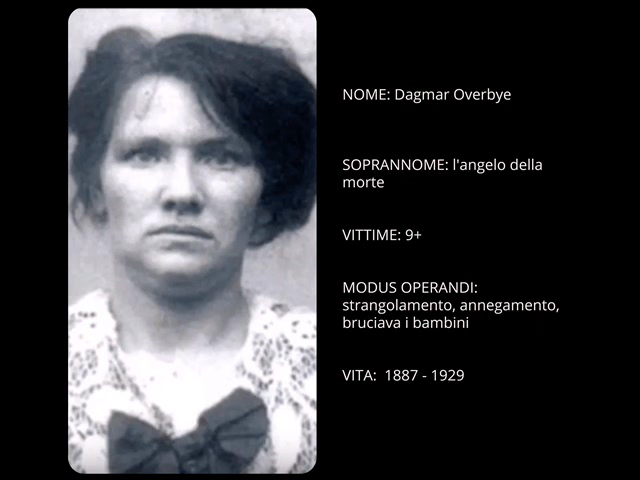 NOME: Dagmar Overbye
SOPRANNOME: l'angelo della
morte
VITTIME: 9+
MODUS OPERANDI:
strangolamento, annegamento,
bruciava i bambini
VITA: 1887 - 1929